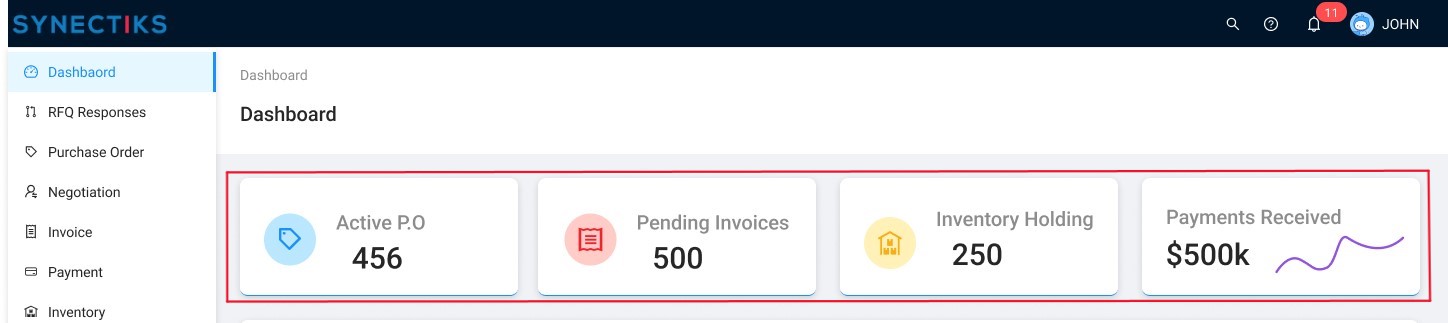 SYNECTIKS
11
JOHN
Dashbaord
RFQ Responses
Purchase Order
Negotiation
Invoice
Payment
Inventory
Dashboard
Dashboard
Active P.O
456
Pending Invoices
500
Inventory Holding
250
Payments Received
$500k